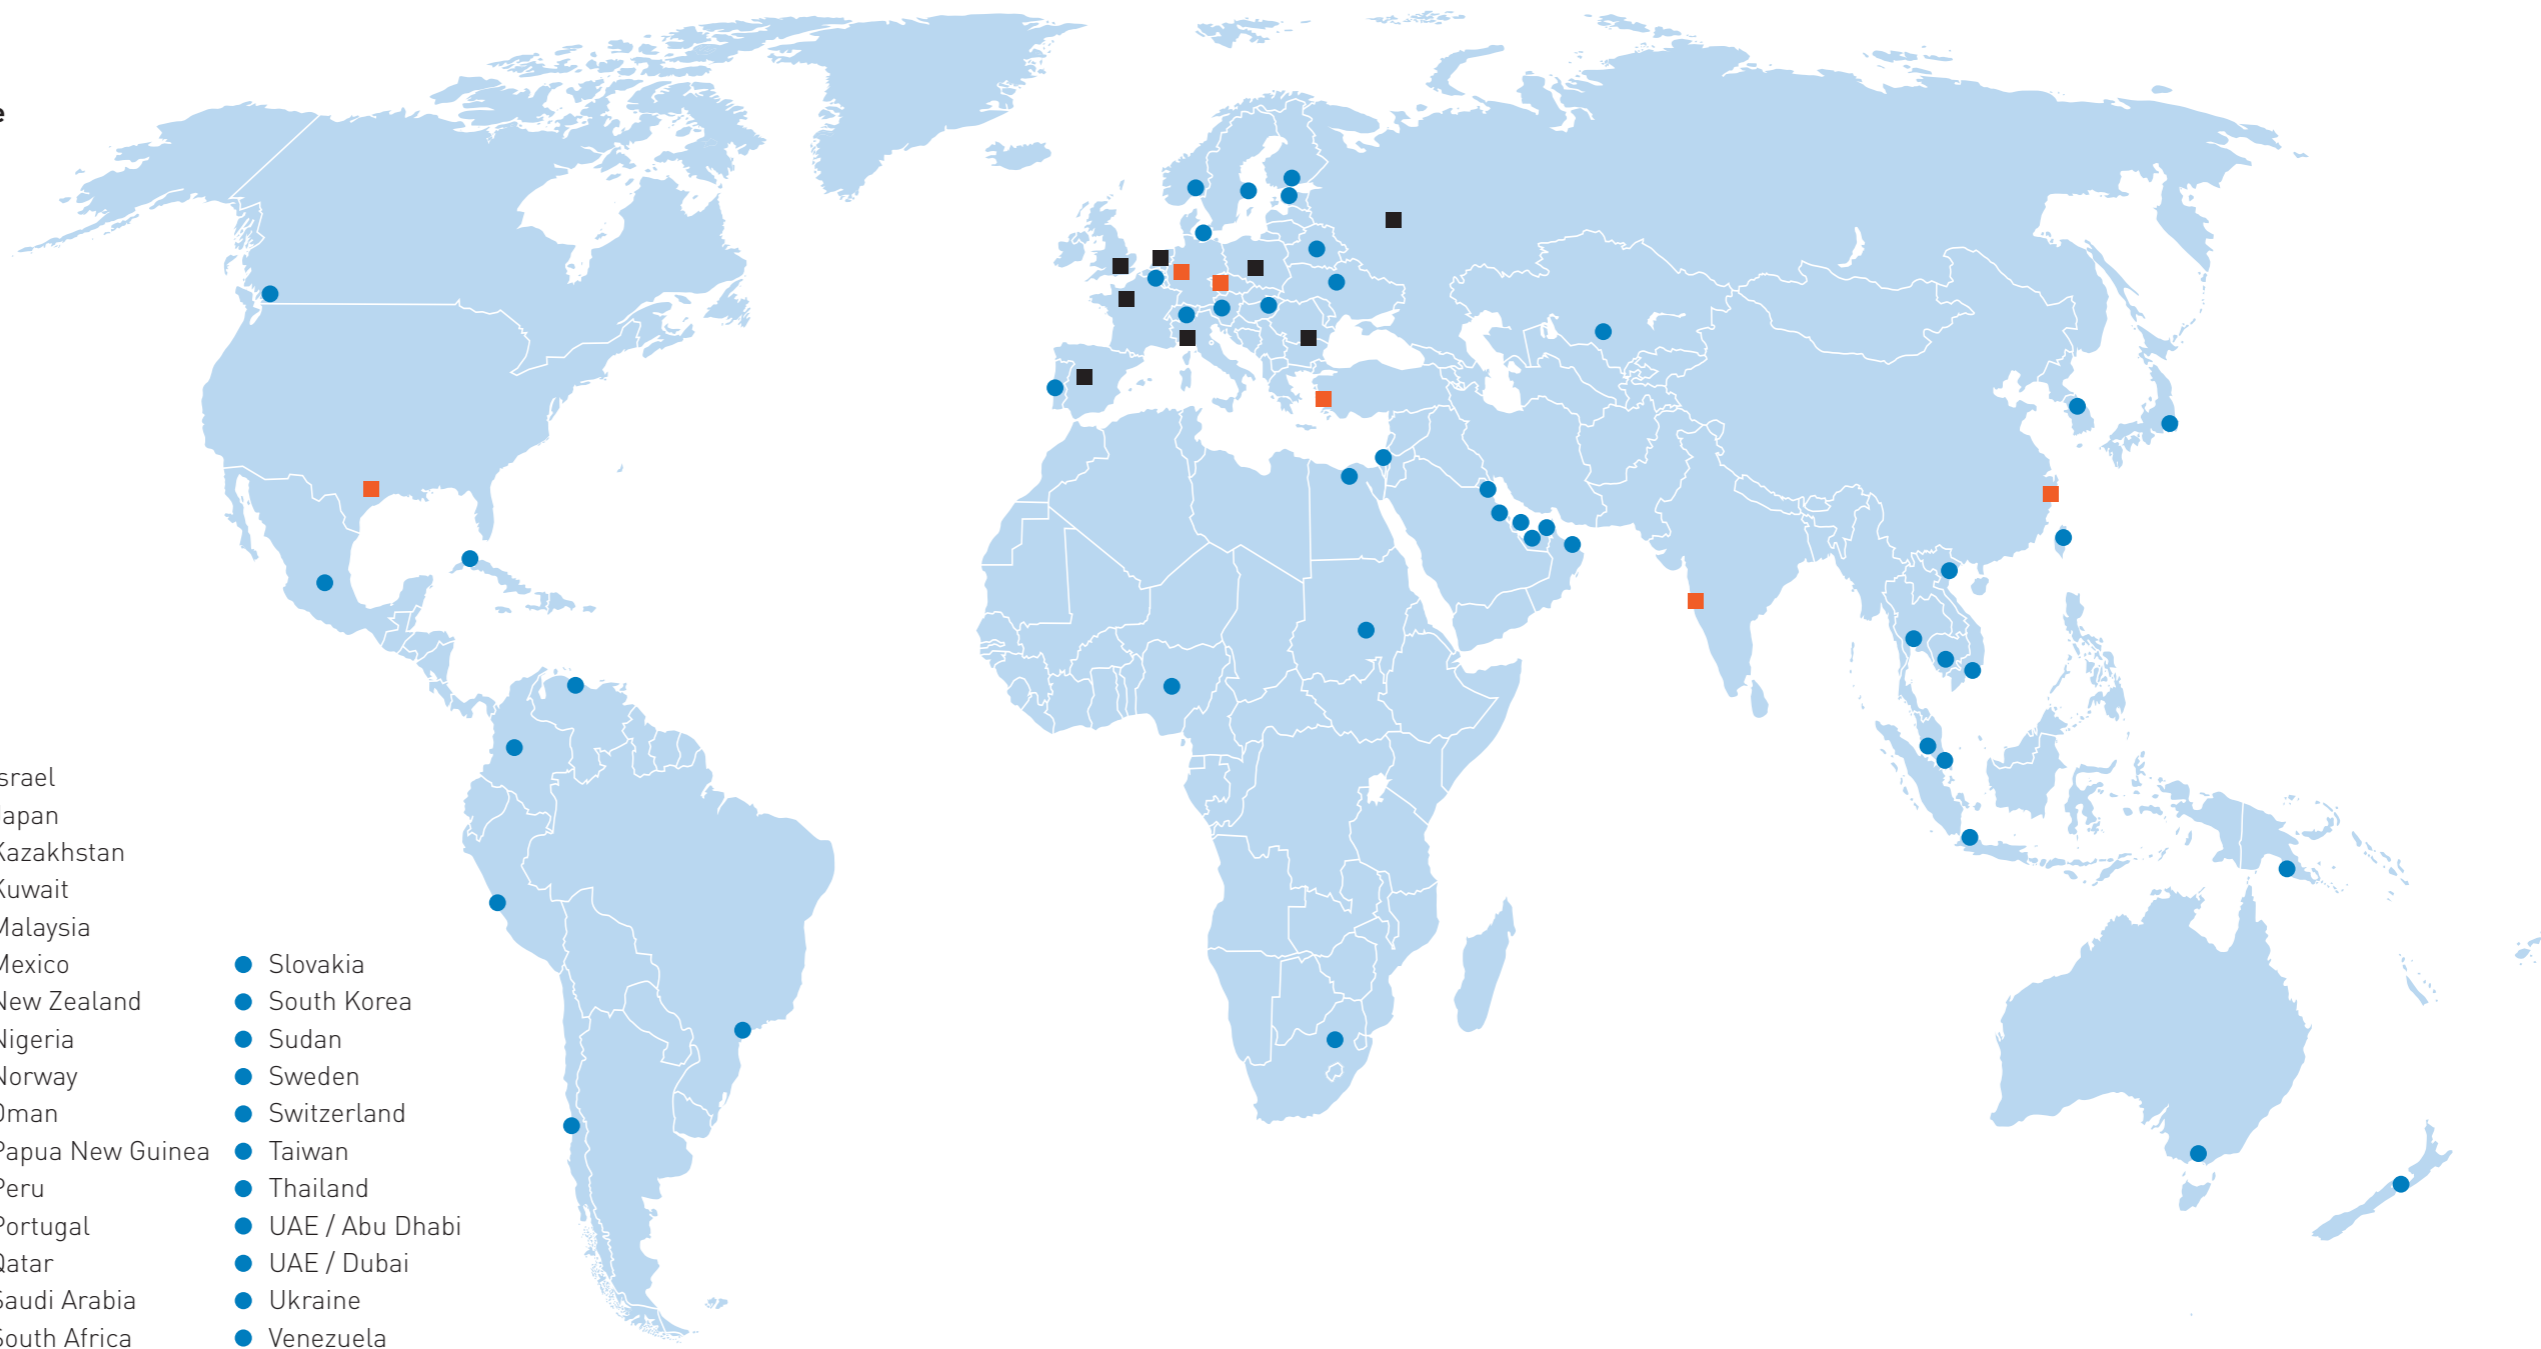 e
srael
apan
Kazakhstan
Kuwait
Malaysia
Mexico
New Zealand
Nigeria
Norway
Oman
Papua New Guinea
Peru
Portugal
Qatar
Saudi Arabia
South Africa
Slovakia
South Korea
Sudan
Sweden
Switzerland
Taiwan
Thailand
UAE / Abu Dhabi
UAE / Dubai
Ukraine
Venezuela